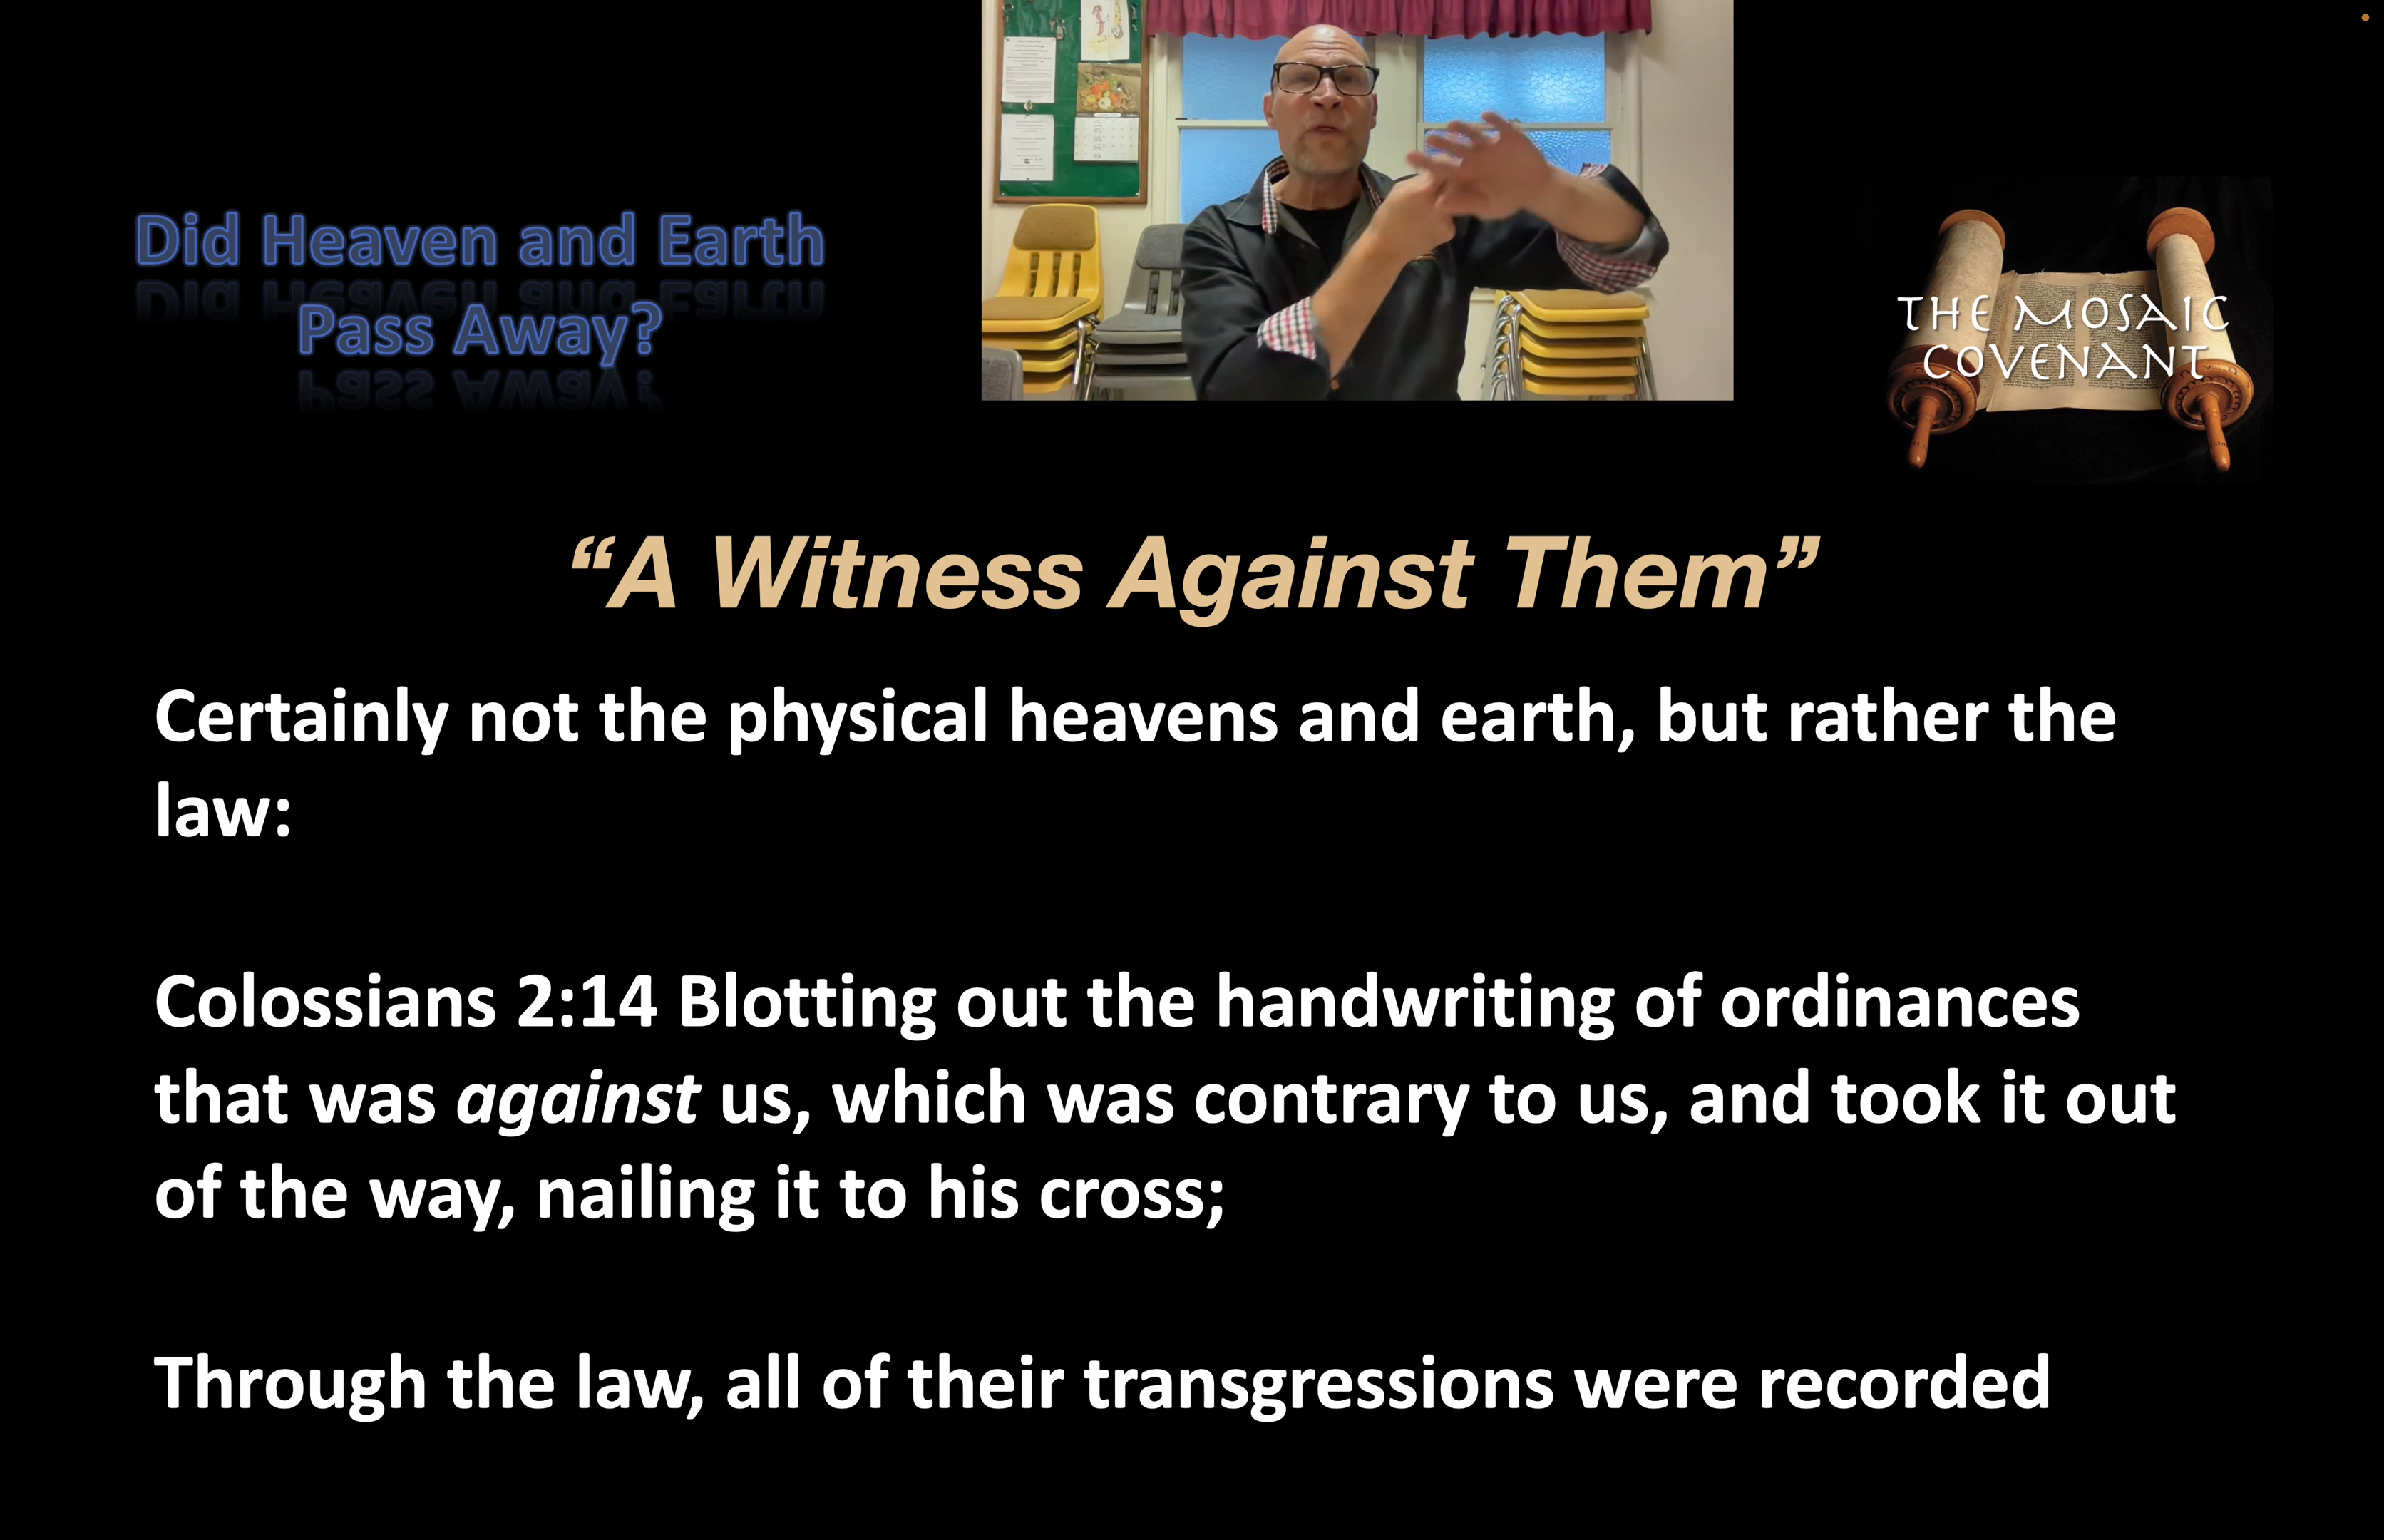 Did Heaven and Earth
Pass Away?
THE MOSAIC
COVENANT
“A Witness Against Them”
Certainly not the physical heavens and earth, but rather the
law:
Colossians 2:14 Blotting out the handwriting of ordinances
that was against us, which was contrary to us, and took it out
of the way, nailing it to his cross;
Through the law, all of their transgressions were recorded